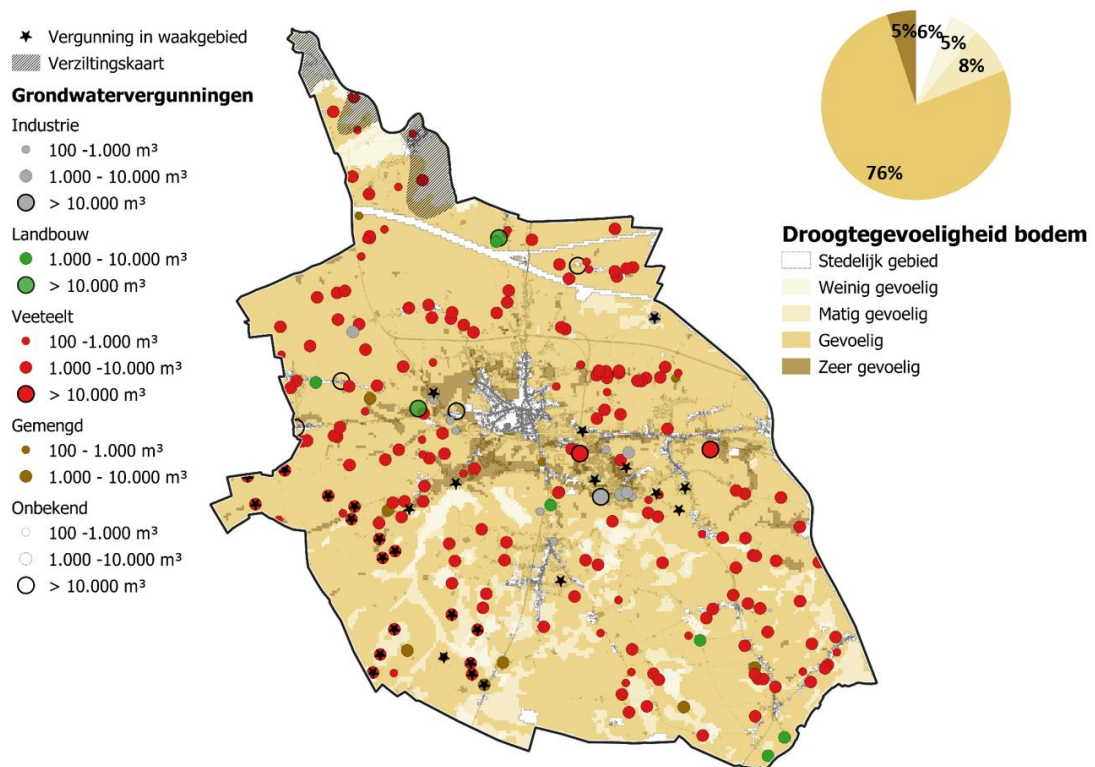 Vergunning in waakgebied
Verziltingskaart
Grondwatervergunningen
Industrie
100 -1.000 m³
1.000 - 10.000 m³
> 10.000 m³
Landbouw
1.000 - 10.000 m³
> 10.000 m³
Veeteelt
100 -1.000 m³
1.000 -10.000 m³
> 10.000 m³
Gemengd
100 - 1.000 m³
1.000 - 10.000 m³
Onbekend
100 -1.000 m³
1.000 -10.000 m³
> 10.000 m³
5%
6%
5%
8%
76%
Droogtegevoeligheid bodem
Stedelijk gebied
Weinig gevoelig
Matig gevoelig
Gevoelig
Zeer gevoelig